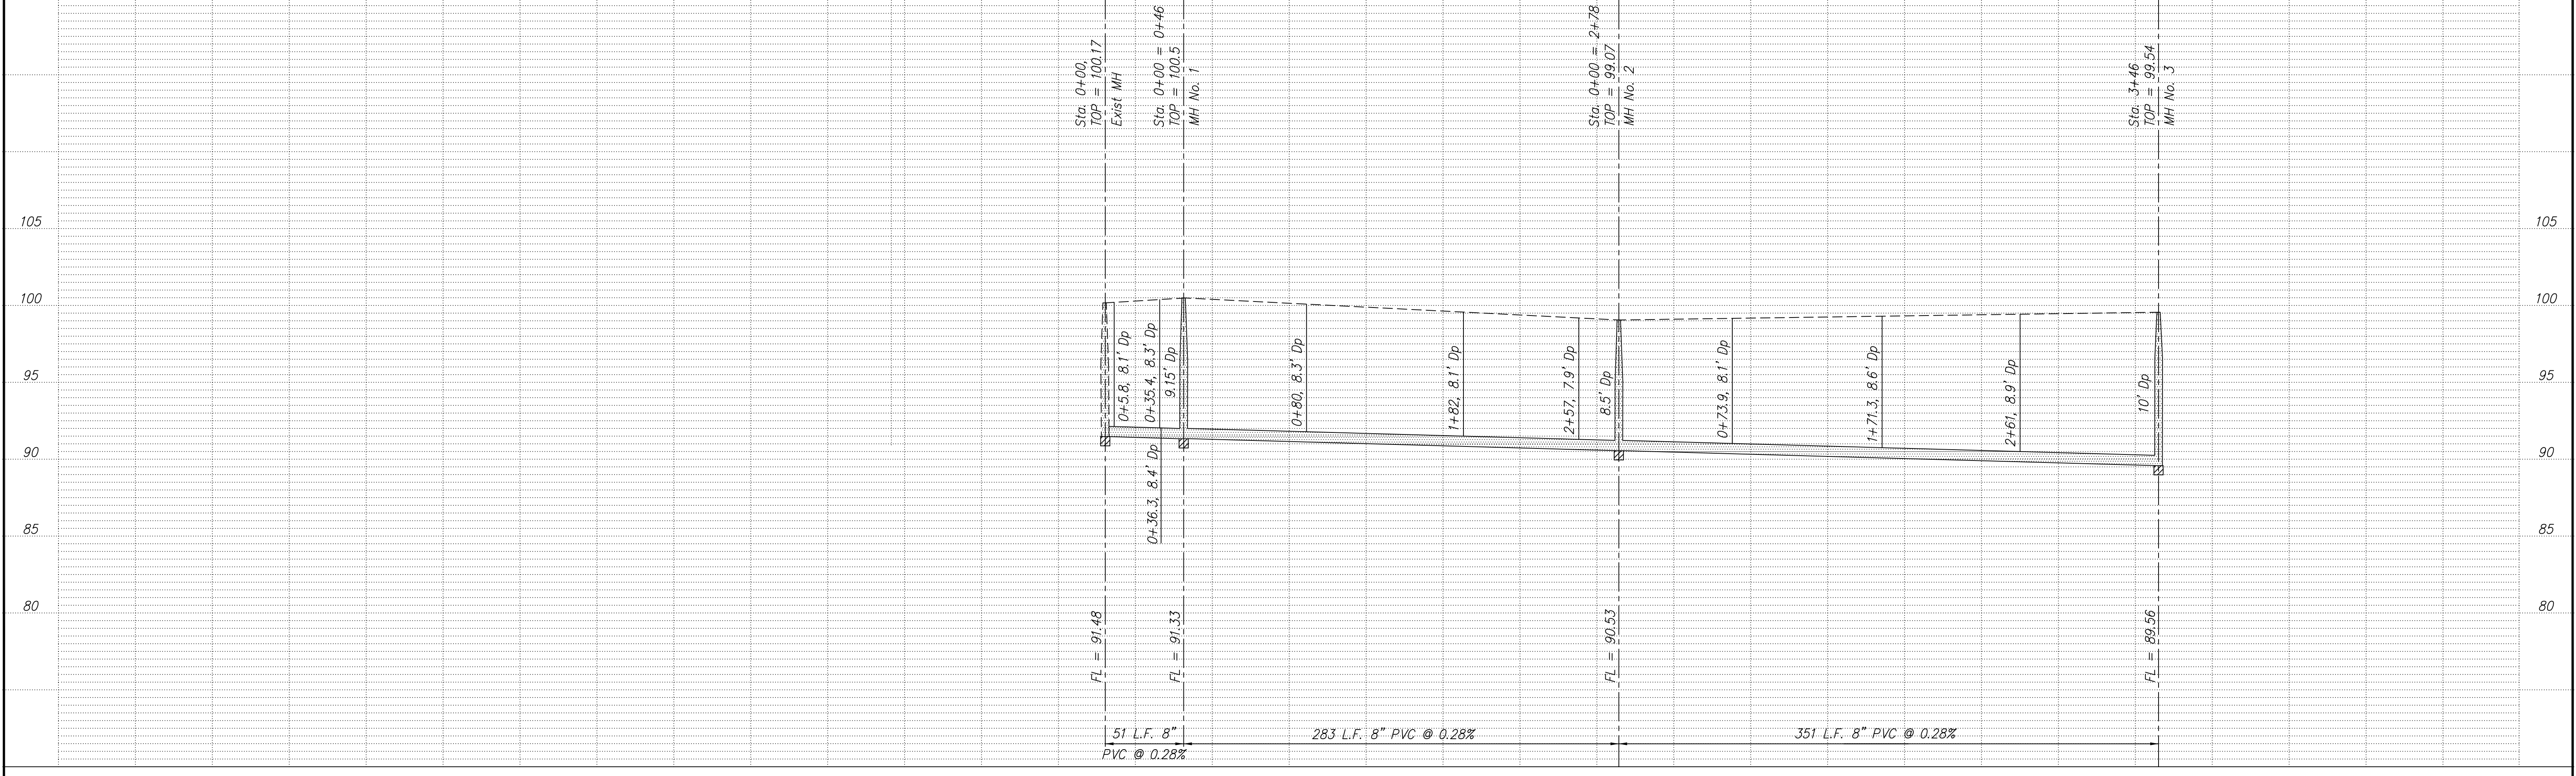 Sta. 0+00,
TOP = 100.17
Exist MH
Sta. 0+00 = 0+46
TOP = 100.5
MH No. 1
Sta. 0+00 = 2+78
TOP = 99.07
MH No. 2
Sta. 3+46
TOP = 99.54
MH No. 3
105
105
100
100
95
95
90
90
85
85
80
80
0+5.8, 8.1' Dp
0+35.4, 8.3' Dp
9.15' Dp
0+36.3, 8.4' Dp
0+80, 8.3' Dp
1+82, 8.1' Dp
2+57, 7.9' Dp
8.5' Dp
0+73.9, 8.1' Dp
1+71.3, 8.6' Dp
2+61, 8.9' Dp
10' Dp
FL = 91.48
FL = 91.33
FL = 90.53
FL = 89.56
51 L.F. 8"
PVC @ 0.28%
283 L.F. 8" PVC @ 0.28%
351 L.F. 8" PVC @ 0.28%